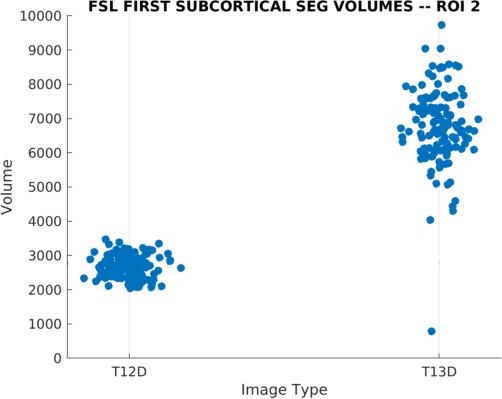 FSL FIRST SUBCORTICAL SEG VOLUMES -- ROI 2
10000
9000
8000
7000
6000
5000
4000
3000
2000
1000
0
Volume
T12D T13D
Image Type